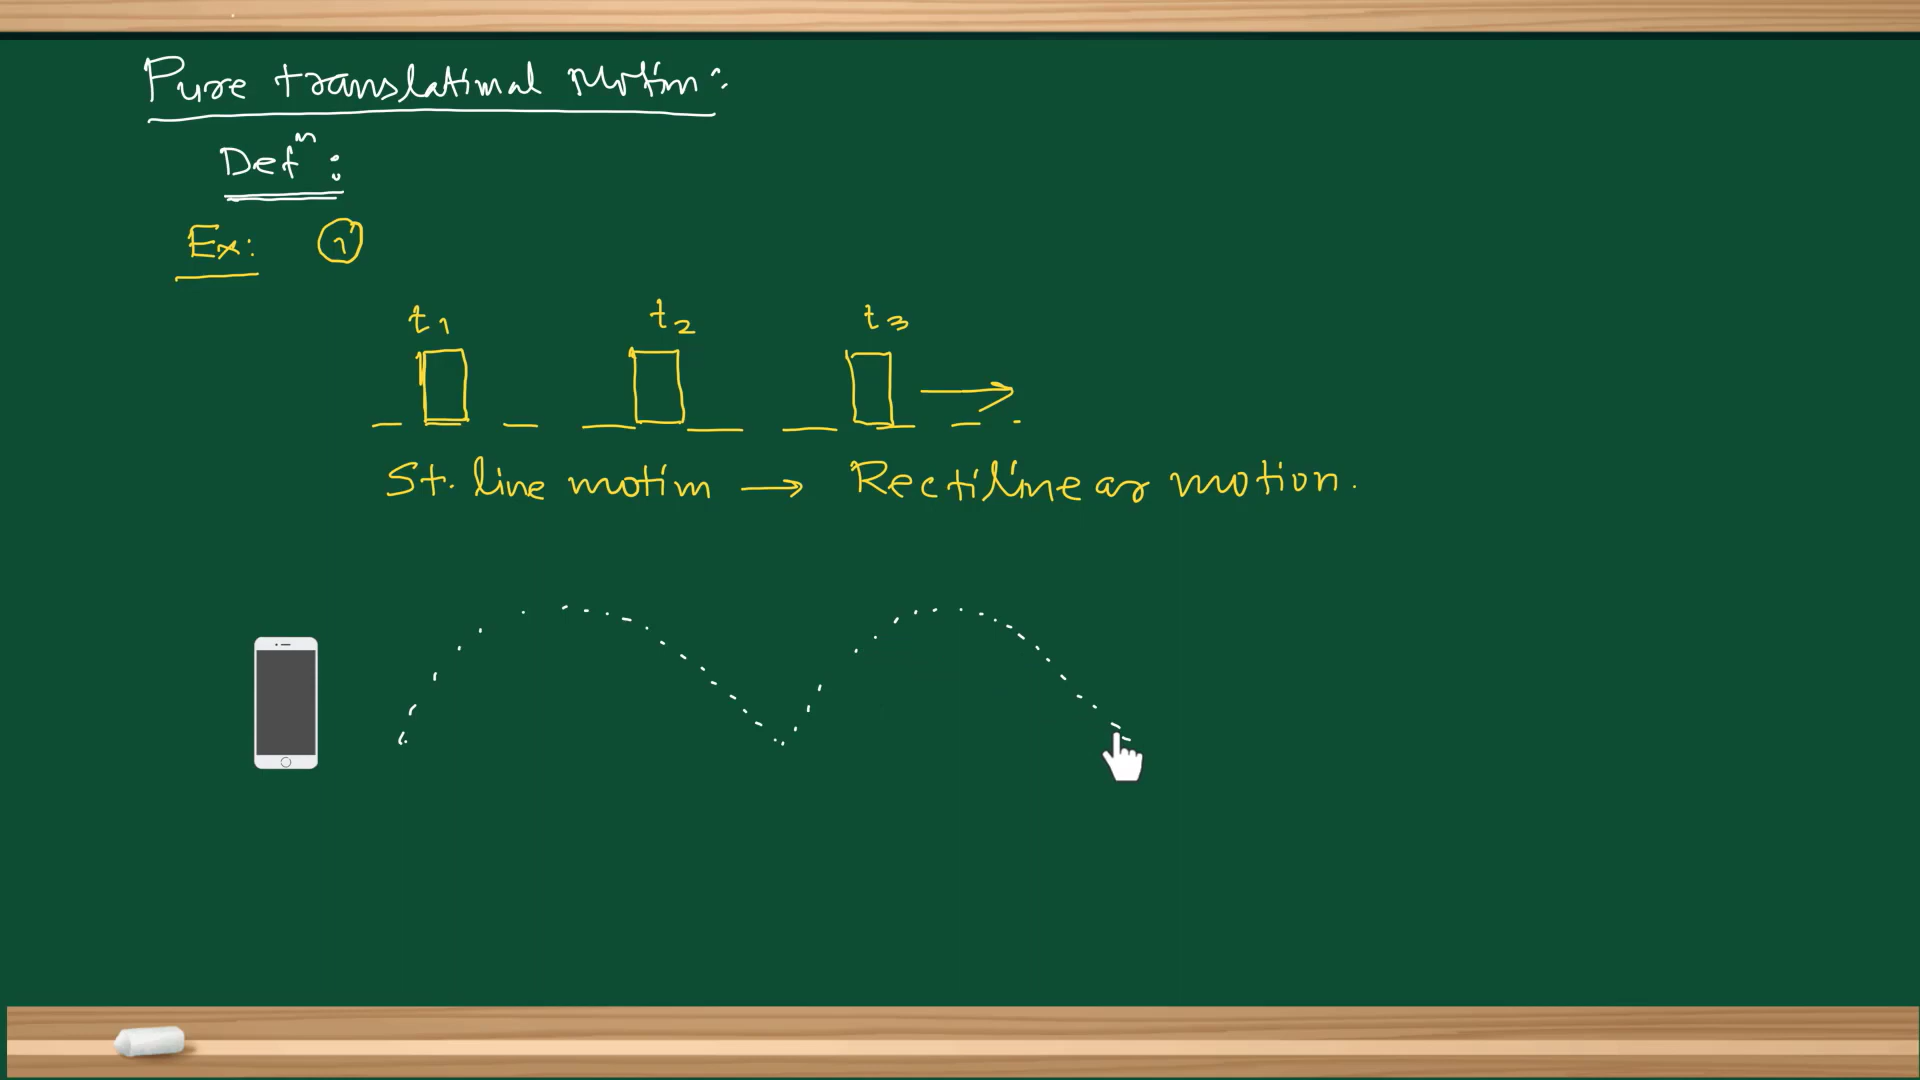 Pure translational motion:
Defⁿ:
Ex: ①
t₁ t₂ t₃
St. line motion → Rectilinear motion.